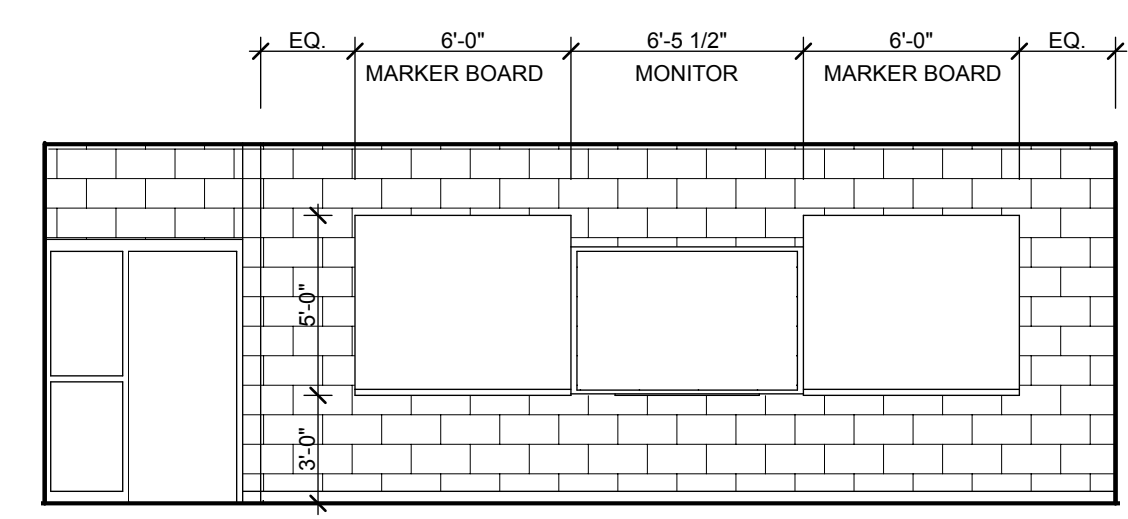 EQ. 6'-0" 6'-5 1/2" 6'-0" EQ.
MARKER BOARD MONITOR MARKER BOARD
5'-0"
3'-0"